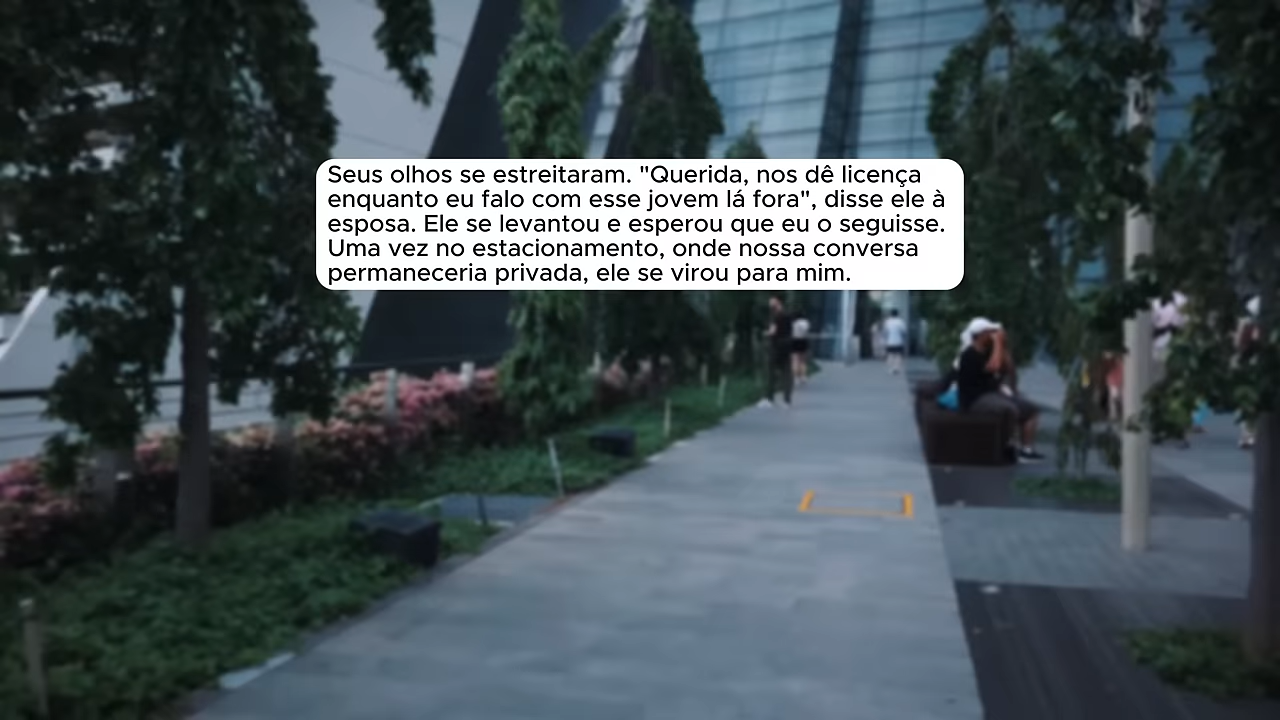 Seus olhos se estreitaram. "Querida, nos dê licença
enquanto eu falo com esse jovem lá fora", disse ele à
esposa. Ele se levantou e esperou que eu o seguisse.
Uma vez no estacionamento, onde nossa conversa
permaneceria privada, ele se virou para mim.